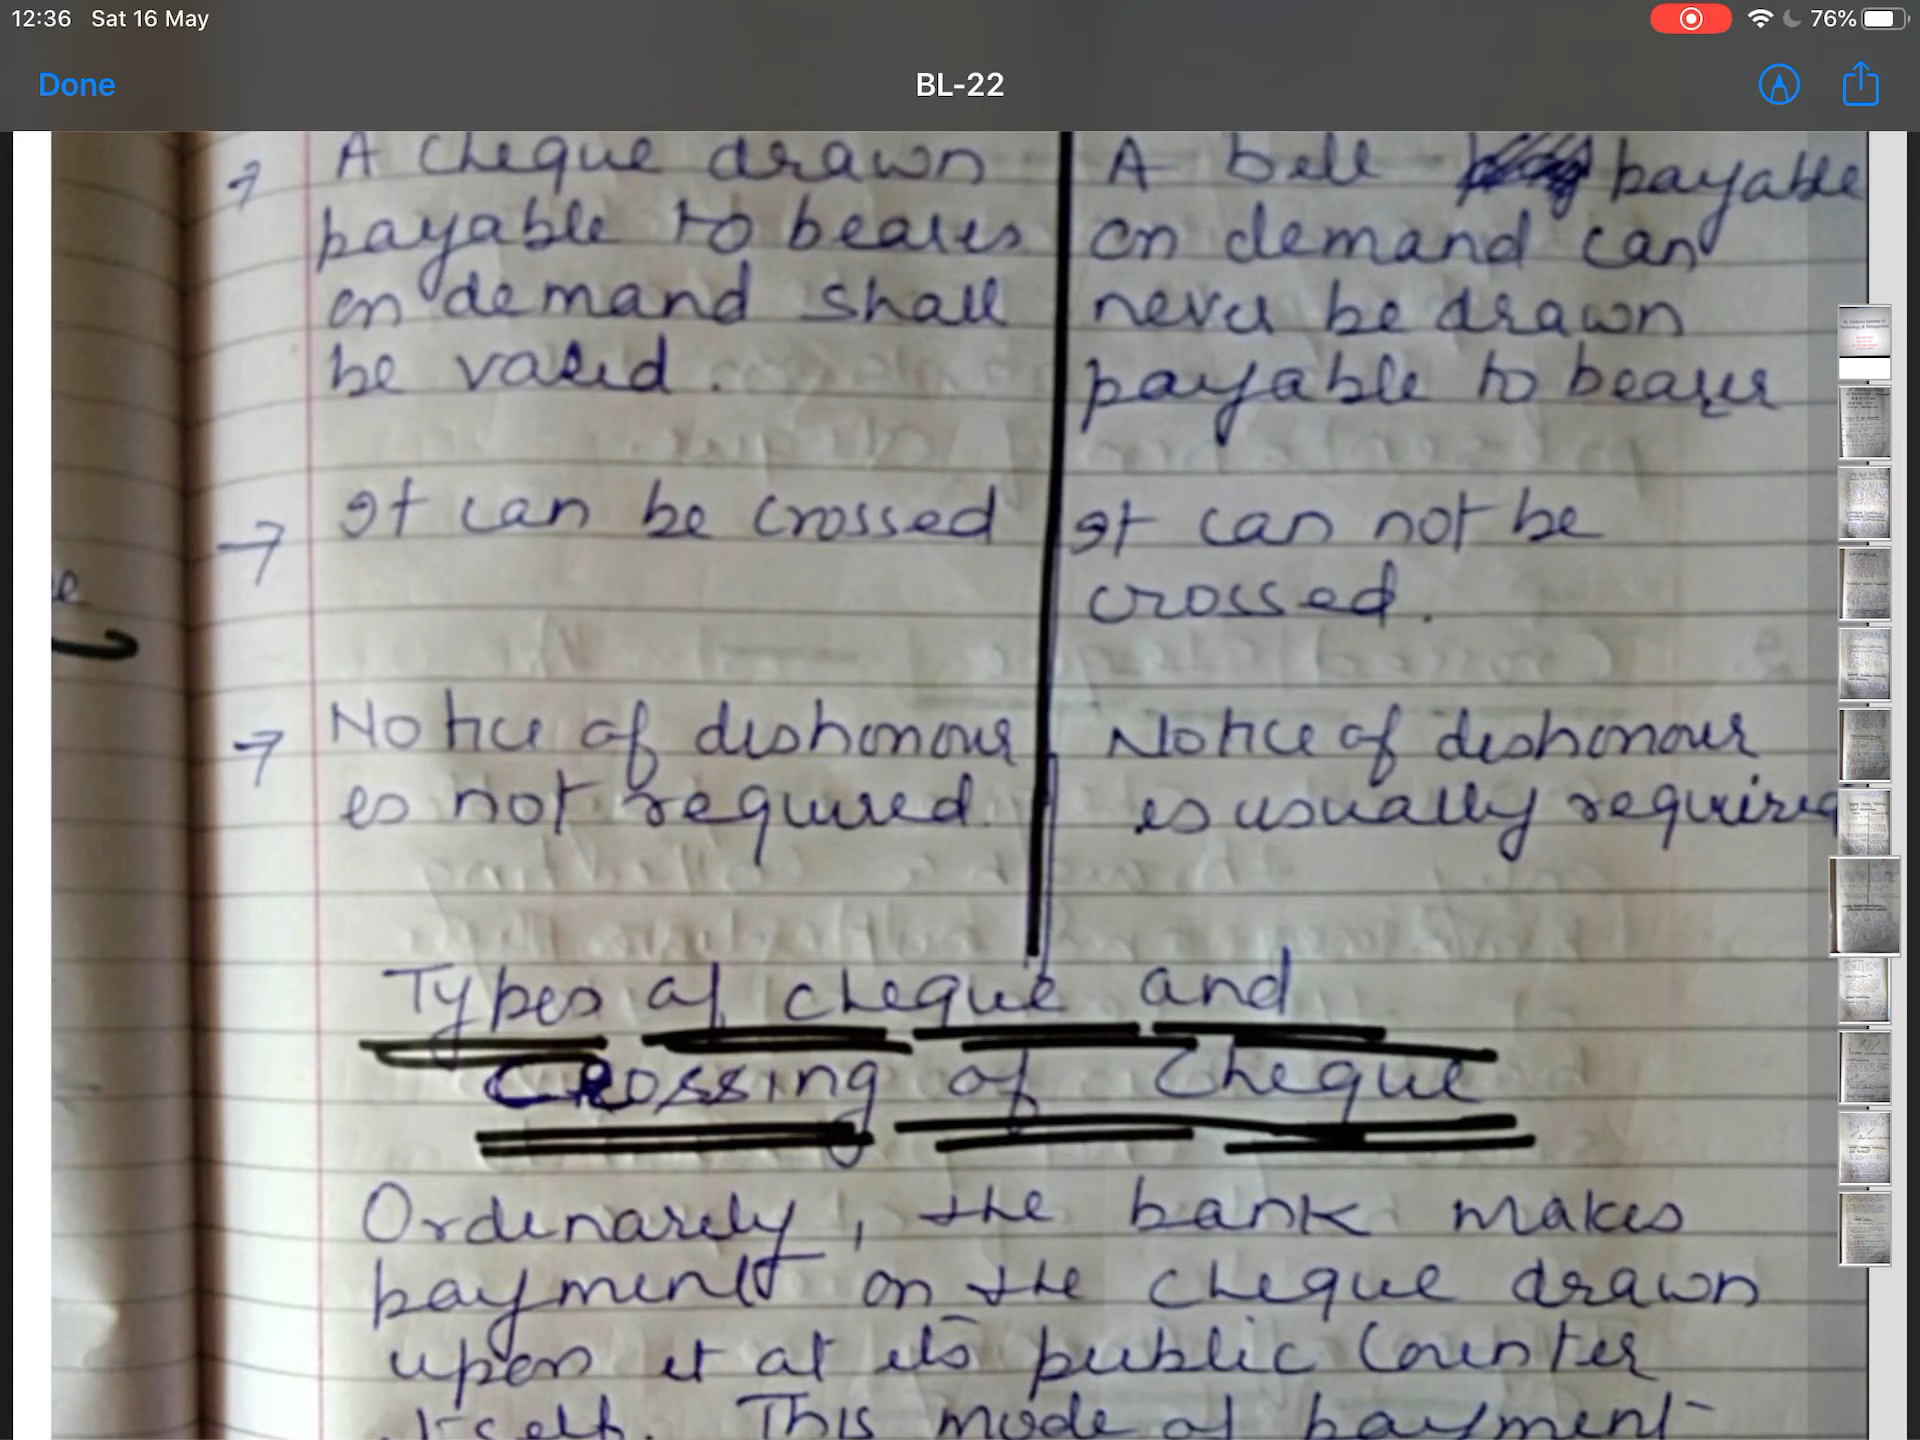 12:36 Sat 16 May
76%
Done
BL-22
A cheque drawn
payable to bearer
on demand shall
be valid.
A bill payable
on demand can
never be drawn
payable to bearer
It can be crossed
It can not be
crossed.
Notice of dishonour
is not required.
Notice of dishonour
is usually required
Types of cheque and
Crossing of Cheque
Ordinarily, the bank makes
payment on the cheque drawn
upon it at its public Counter
itself. This mode of payment